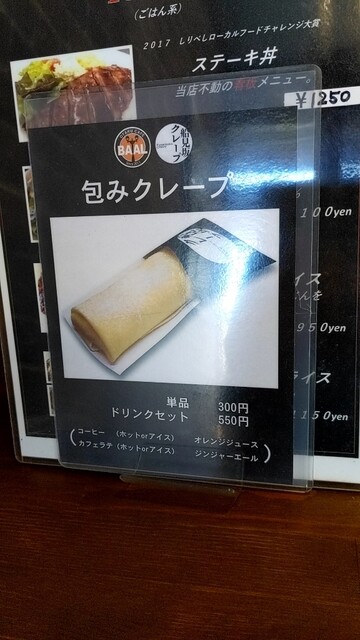 (ごはん系)
2017 しりべしローカルフードチャレンジ大賞
ステーキ丼
当店不動の看板メニュー。
¥1250
BAAL
船見坂
クレープ
包みクレープ
100yen
イス
950yen
ライス
1150yen
単品 300円
ドリンクセット 550円
(コーヒー (ホットorアイス) オレンジジュース
カフェラテ (ホットorアイス) ジンジャーエール)